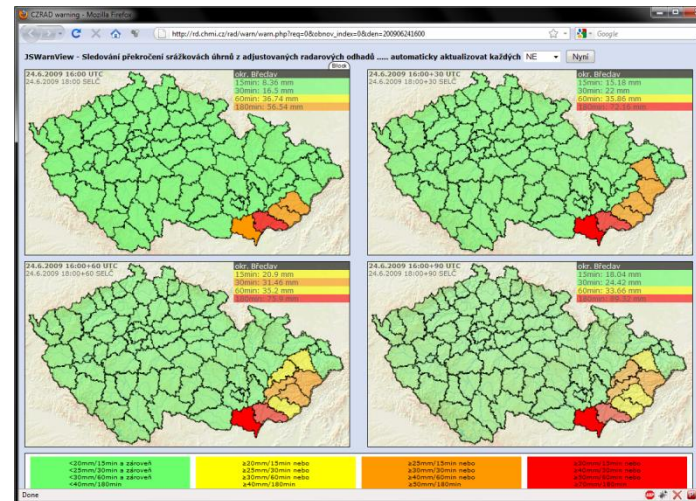 CZRAD warning - Mozilla Firefox
http://rd.chmi.cz/rad/warn/warn.php?req=0&obnov_index=0&den=200906241600
Google
JSWarnView - Sledování překročení srážkových úhrnů z adjustovaných radarových odhadů ..... automaticky aktualizovat každých NE Nyní
24.6.2009 16:00 UTC
24.6.2009 18:00 SELČ
okr. Břeclav
15min: 8.36 mm
30min: 16.5 mm
60min: 36.74 mm
180min: 56.54 mm
24.6.2009 16:00+30 UTC
24.6.2009 18:00+30 SELČ
okr. Břeclav
15min: 15.18 mm
30min: 22 mm
60min: 35.86 mm
180min: 72.16 mm
24.6.2009 16:00+60 UTC
24.6.2009 18:00+60 SELČ
okr. Břeclav
15min: 20.9 mm
30min: 31.46 mm
60min: 35.2 mm
24.6.2009 16:00+90 UTC
24.6.2009 18:00+90 SELČ
okr. Břeclav
15min: 18.04 mm
30min: 24.42 mm
60min: 33.66 mm
<20mm/15min a zároveň
<25mm/30min a zároveň
<30mm/60min a zároveň
<40mm/180min
≥20mm/15min nebo
≥25mm/30min nebo
≥30mm/60min nebo
≥40mm/180min
≥25mm/15min nebo
≥35mm/30min nebo
≥40mm/60min nebo
≥50mm/180min
Done